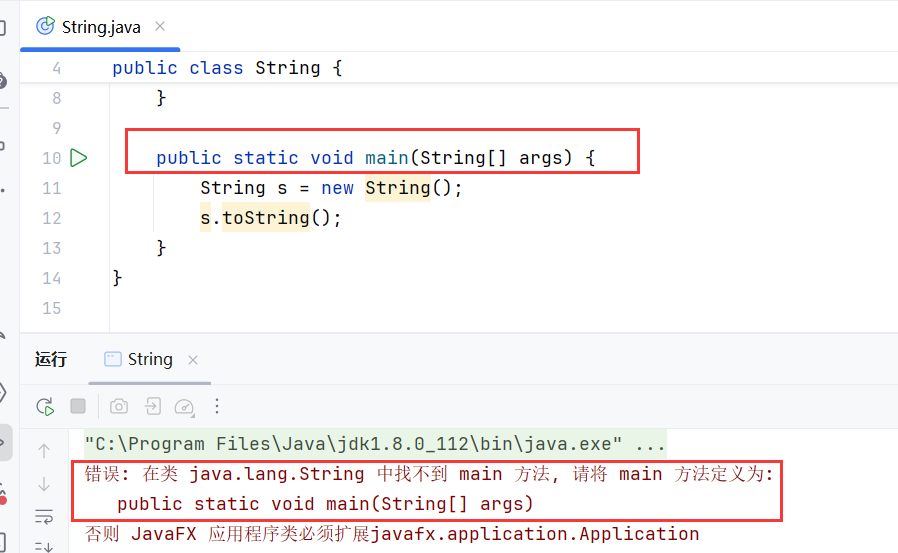 String.java
4 public class String {
8 }
9
10 public static void main(String[] args) {
11 String s = new String();
12 s.toString();
13 }
14 }
15
运行 String
"C:\Program Files\Java\jdk1.8.0_112\bin\java.exe" ...
错误: 在类 java.lang.String 中找不到 main 方法, 请将 main 方法定义为:
public static void main(String[] args)
否则 JavaFX 应用程序类必须扩展javafx.application.Application